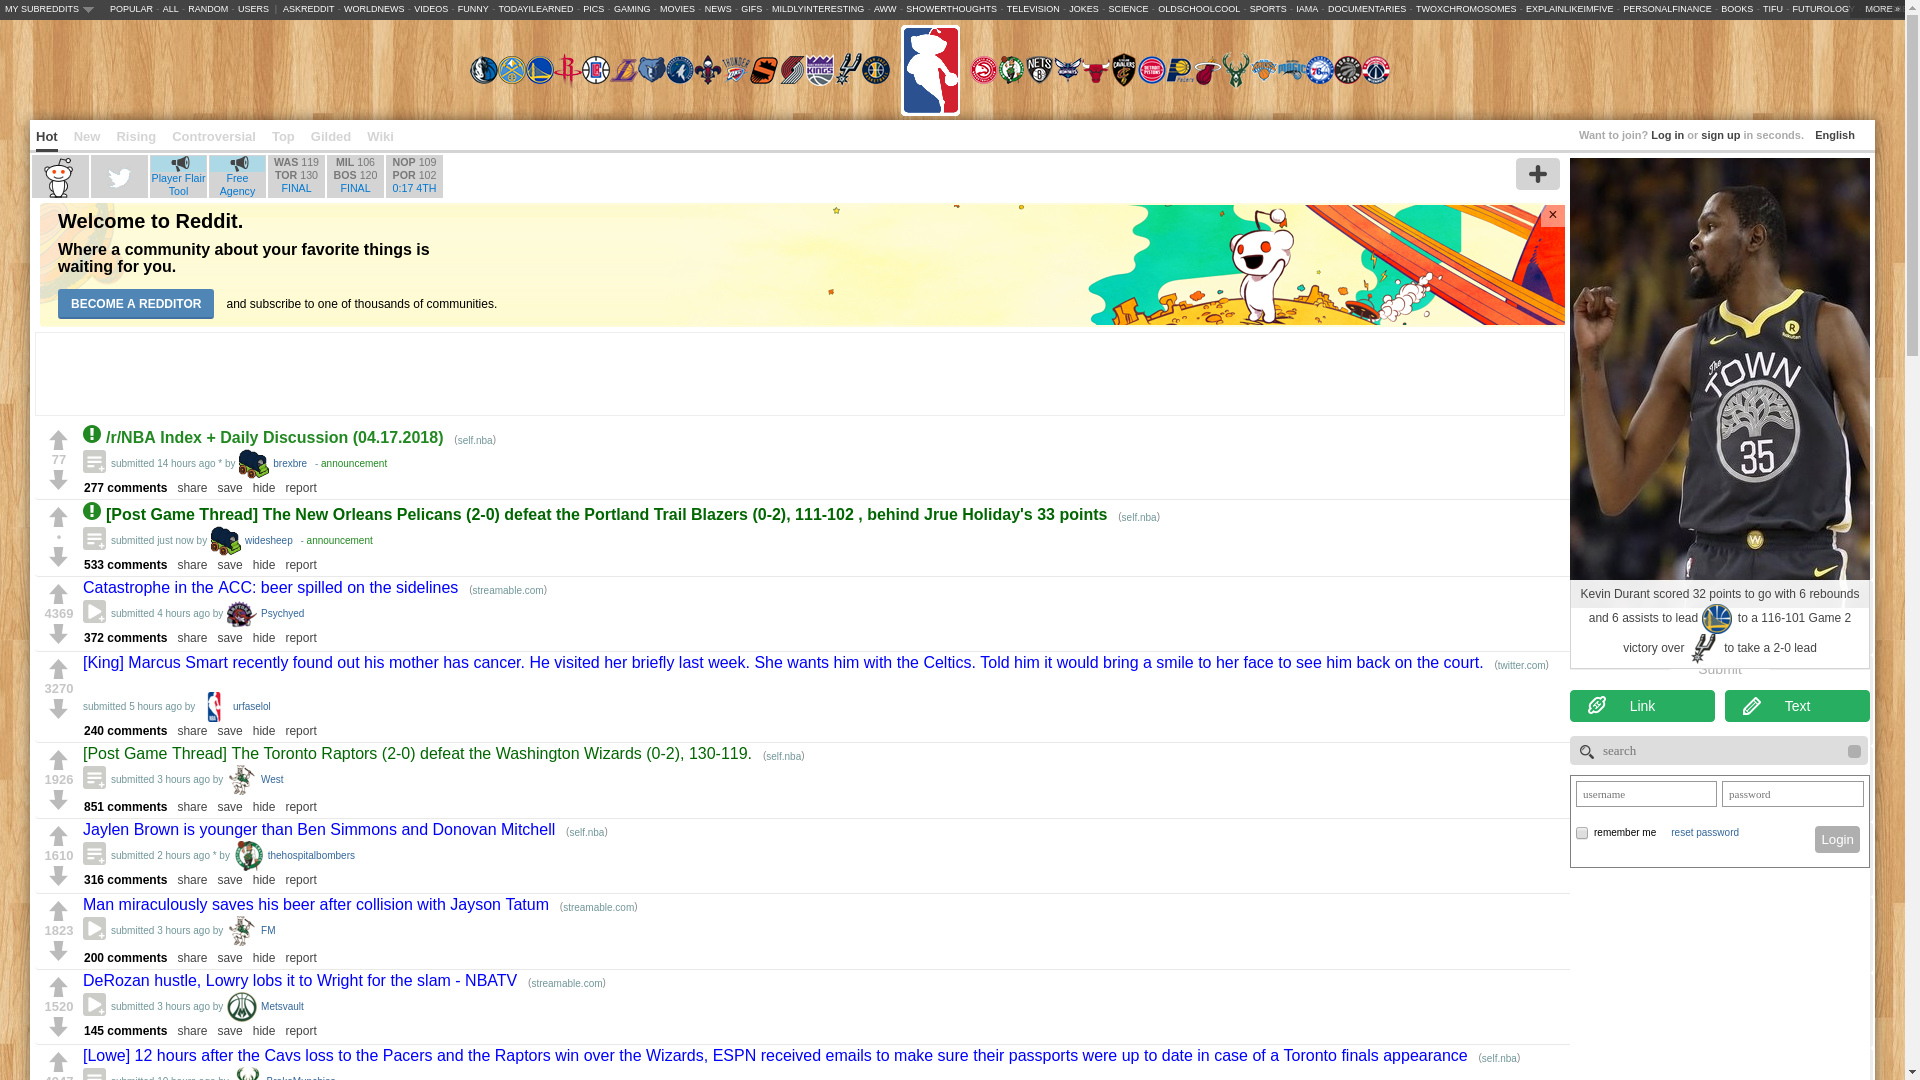 MY SUBREDDITS POPULAR - ALL - RANDOM - USERS | ASKREDDIT - WORLDNEWS - VIDEOS - FUNNY - TODAYILEARNED - PICS - GAMING - MOVIES - NEWS - GIFS - MILDLYINTERESTING - AWW - SHOWERTHOUGHTS - TELEVISION - JOKES - SCIENCE - OLDSCHOOLCOOL - SPORTS - IAMA - DOCUMENTARIES - TWOXCHROMOSOMES - EXPLAINLIKEIMFIVE - PERSONALFINANCE - BOOKS - TIFU - FUTUROLOGY MORE »
Hot New Rising Controversial Top Gilded Wiki
Want to join? Log in or sign up in seconds. English
Player Flair Tool
Free Agency
WAS 119
TOR 130
FINAL
MIL 106
BOS 120
FINAL
NOP 109
POR 102
0:17 4TH
Welcome to Reddit.
Where a community about your favorite things is
waiting for you.
BECOME A REDDITOR and subscribe to one of thousands of communities.
×
77
/r/NBA Index + Daily Discussion (04.17.2018) (self.nba)
submitted 14 hours ago * by brexbre - announcement
277 comments share save hide report
•
[Post Game Thread] The New Orleans Pelicans (2-0) defeat the Portland Trail Blazers (0-2), 111-102 , behind Jrue Holiday's 33 points (self.nba)
submitted just now by widesheep - announcement
533 comments share save hide report
4369
Catastrophe in the ACC: beer spilled on the sidelines (streamable.com)
submitted 4 hours ago by Psychyed
372 comments share save hide report
3270
[King] Marcus Smart recently found out his mother has cancer. He visited her briefly last week. She wants him with the Celtics. Told him it would bring a smile to her face to see him back on the court. (twitter.com)
submitted 5 hours ago by urfaselol
240 comments share save hide report
1926
[Post Game Thread] The Toronto Raptors (2-0) defeat the Washington Wizards (0-2), 130-119. (self.nba)
submitted 3 hours ago by West
851 comments share save hide report
1610
Jaylen Brown is younger than Ben Simmons and Donovan Mitchell (self.nba)
submitted 2 hours ago * by thehospitalbombers
316 comments share save hide report
1823
Man miraculously saves his beer after collision with Jayson Tatum (streamable.com)
submitted 3 hours ago by FM
200 comments share save hide report
1520
DeRozan hustle, Lowry lobs it to Wright for the slam - NBATV (streamable.com)
submitted 3 hours ago by Metsvault
145 comments share save hide report
[Lowe] 12 hours after the Cavs loss to the Pacers and the Raptors win over the Wizards, ESPN received emails to make sure their passports were up to date in case of a Toronto finals appearance (self.nba)
The
TOWN
35
Kevin Durant scored 32 points to go with 6 rebounds
and 6 assists to lead to a 116-101 Game 2
victory over to take a 2-0 lead
Submit
Link Text
search
username password
remember me reset password Login